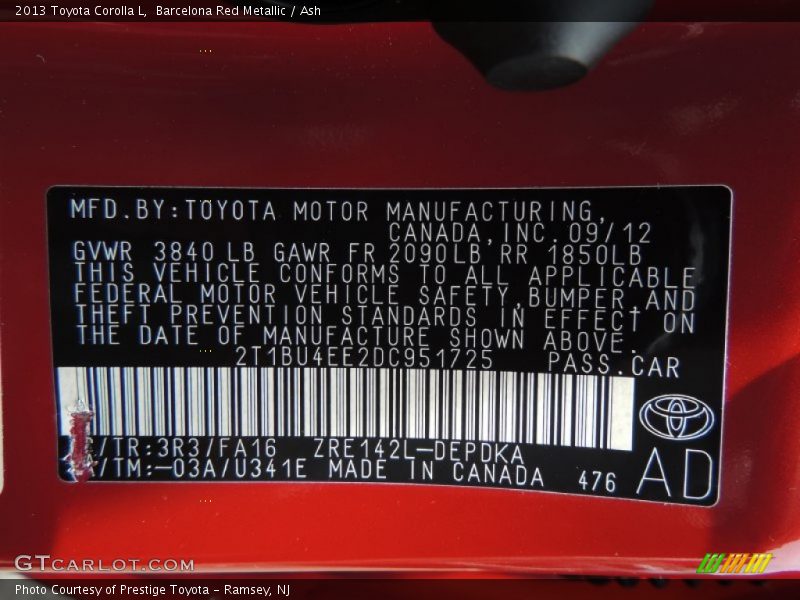 2013 Toyota Corolla L, Barcelona Red Metallic / Ash
MFD.BY:TOYOTA MOTOR MANUFACTURING,
CANADA,INC.09/12
GVWR 3840 LB GAWR FR 2090LB RR 1850LB
THIS VEHICLE CONFORMS TO ALL APPLICABLE
FEDERAL MOTOR VEHICLE SAFETY,BUMPER,AND
THEFT PREVENTION STANDARDS IN EFFECT ON
THE DATE OF MANUFACTURE SHOWN ABOVE.
2T1BU4EE2DC951725 PASS.CAR
/TR:3R3/FA16 ZRE142L-DEPDKA
/TM:-03A/U341E MADE IN CANADA 476 AD
GTCARLOT.COM
Photo Courtesy of Prestige Toyota - Ramsey, NJ